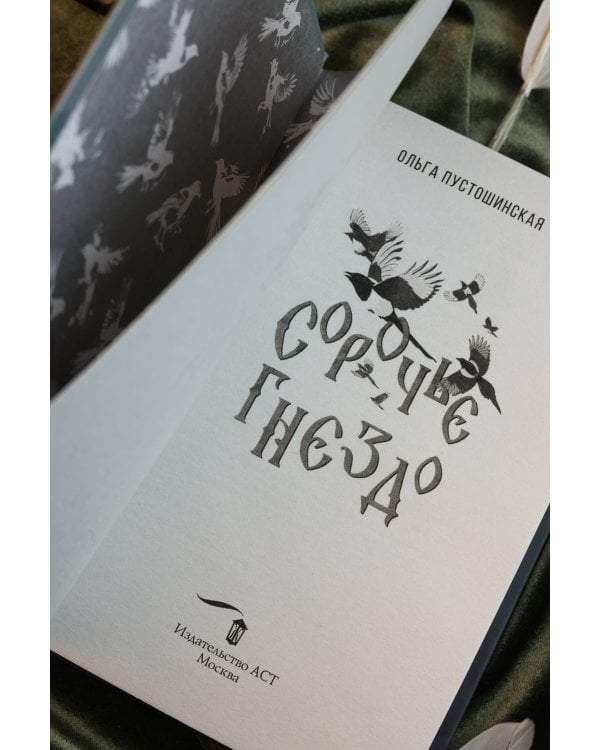 ОЛЬГА ПУСТОШИНСКАЯ
СОРОЧЬЕ
ГНЕЗДО
Издательство АСТ
Москва